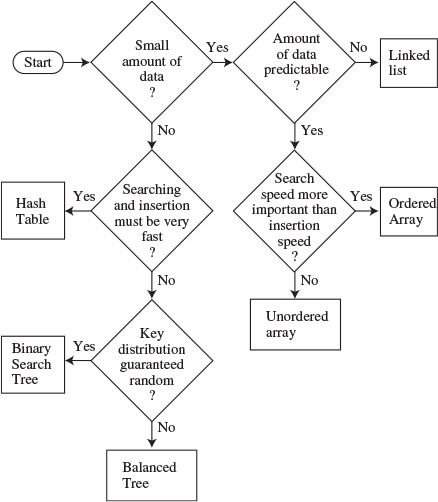 Start
Small
amount of
data
?
Yes
Amount
of data
predictable
?
No
Linked
list
No
Yes
Hash
Table
Yes
Searching
and insertion
must be very
fast
?
Search
speed more
important than
insertion
speed
?
Yes
Ordered
Array
No
No
Unordered
array
Binary
Search
Tree
Yes
Key
distribution
guaranteed
random
?
No
Balanced
Tree